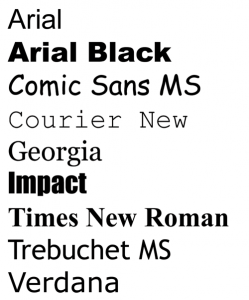 Arial
Arial Black
Comic Sans MS
Courier New
Georgia
Impact
Times New Roman
Trebuchet MS
Verdana